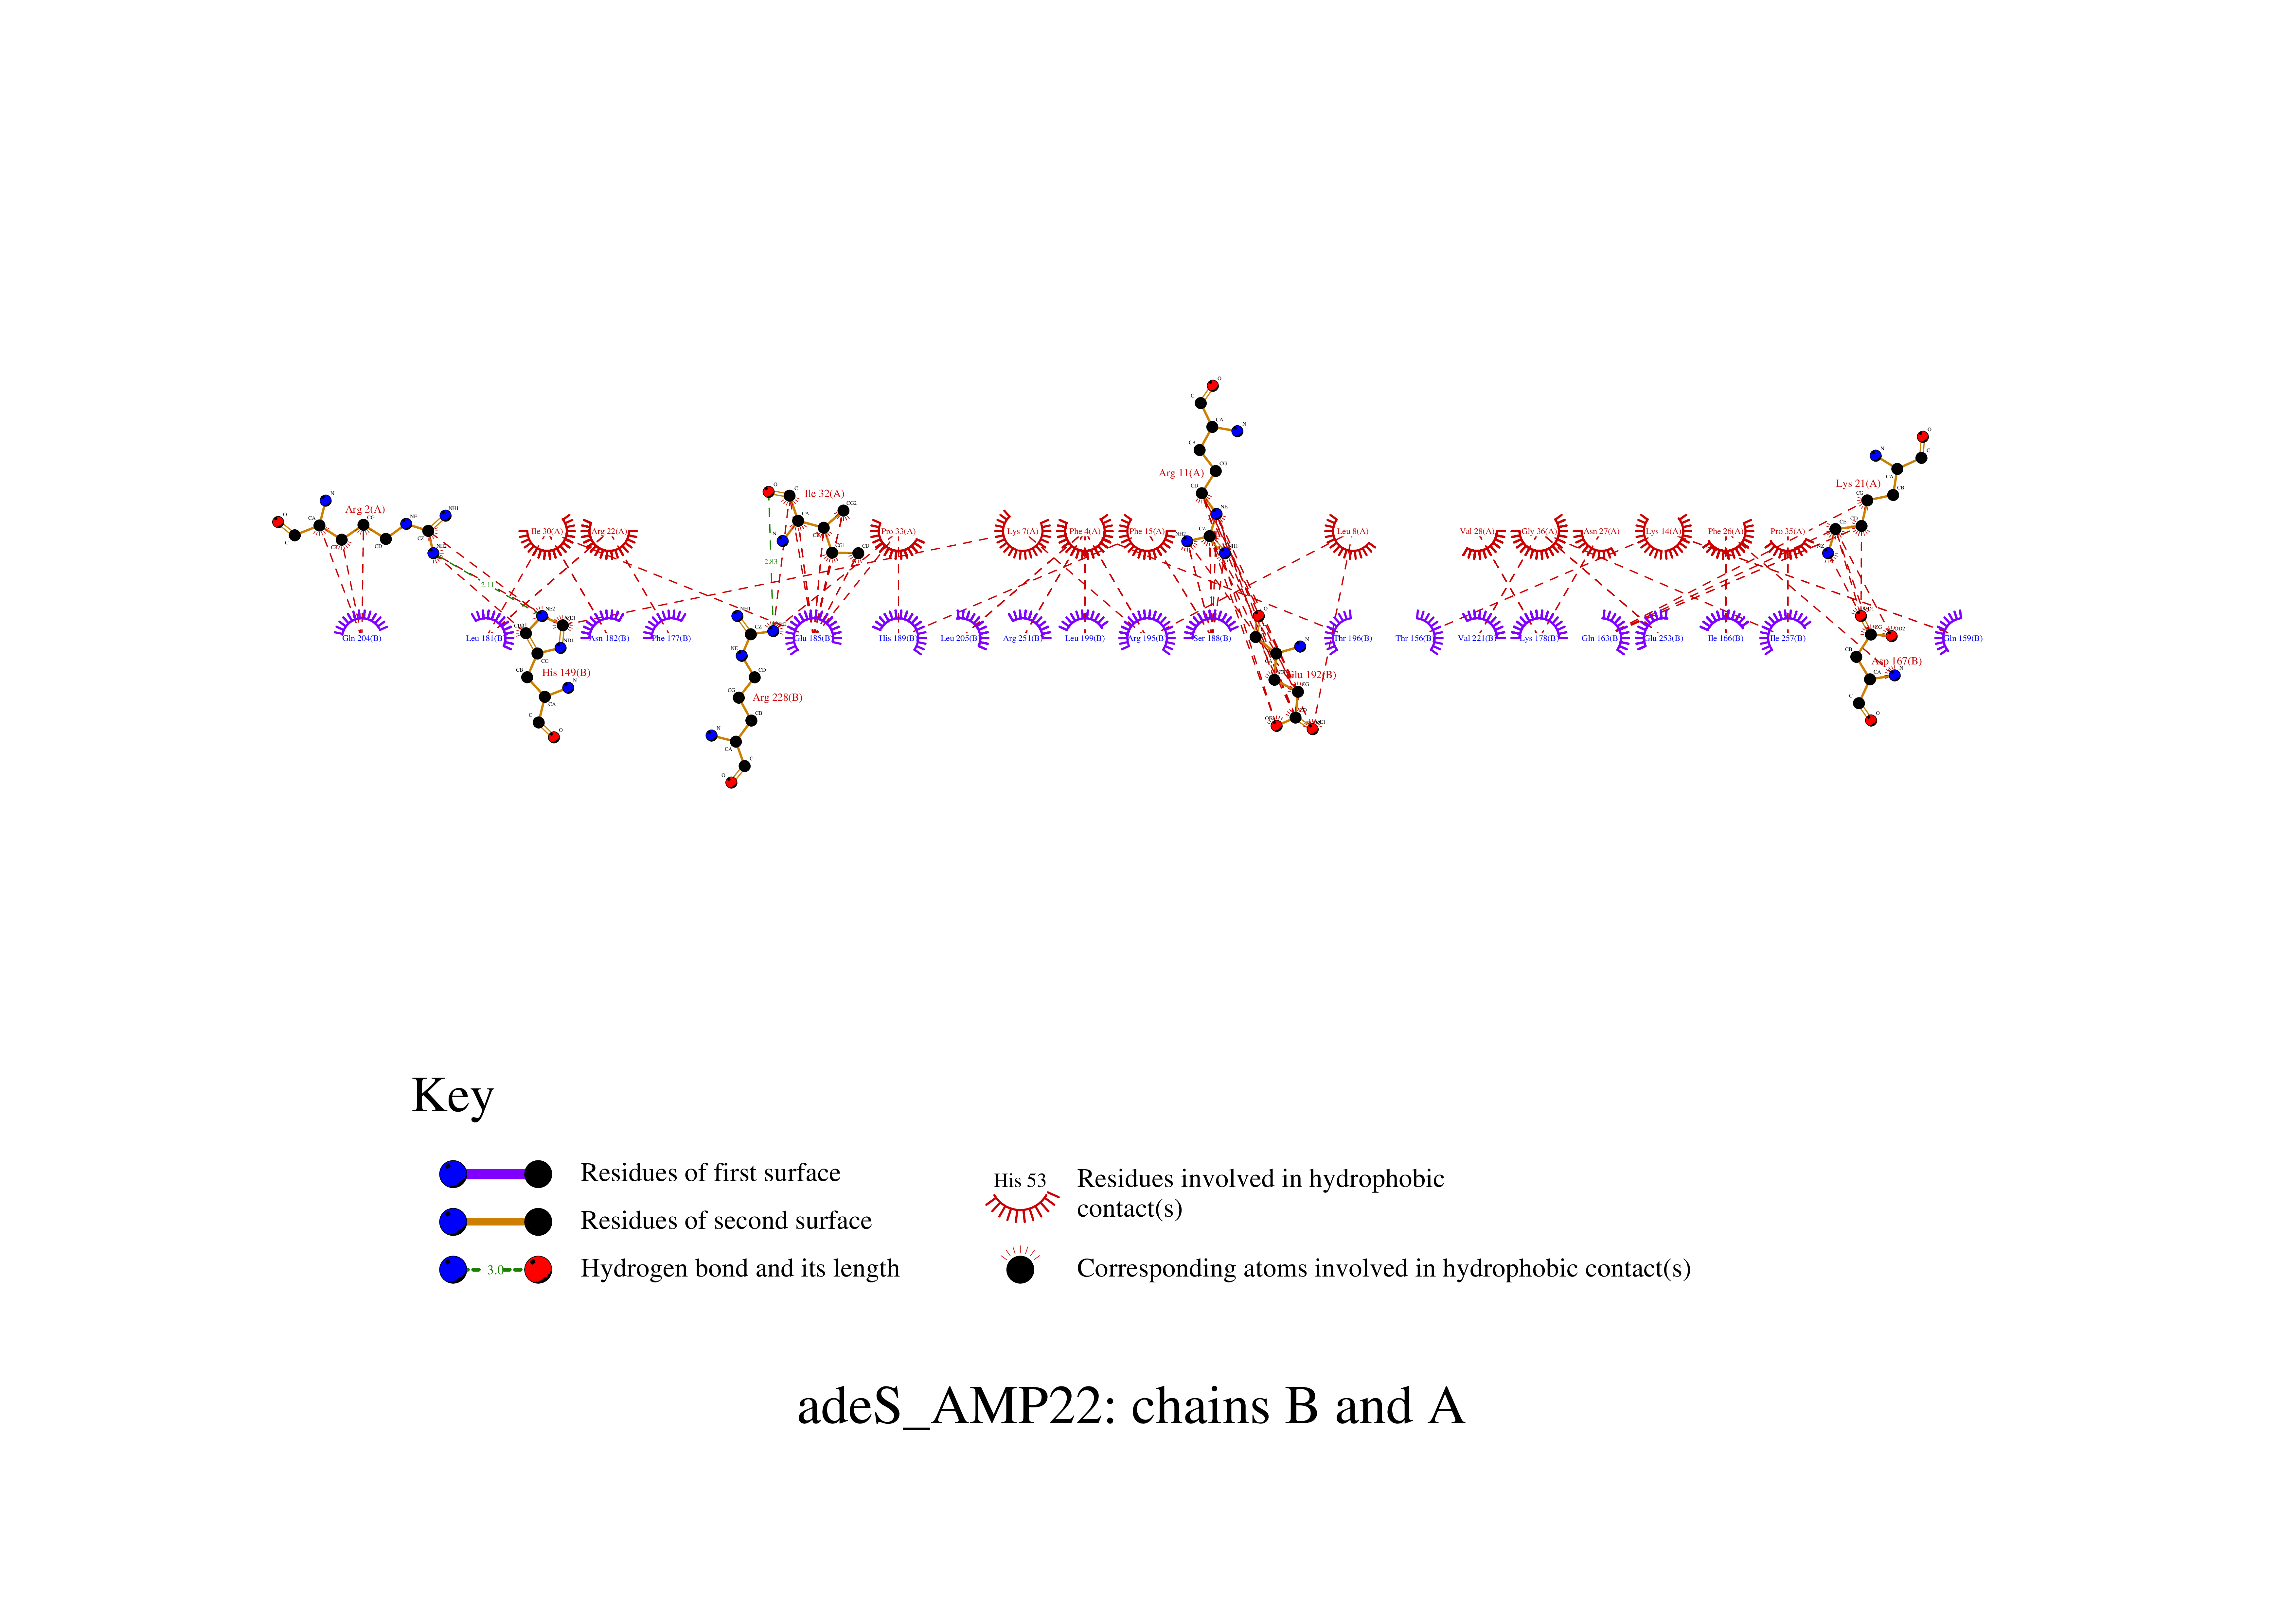 Arg 11(A)
Lys 21(A)
Ile 32(A)
Arg 2(A)
Ile 30(A)
Arg 22(A)
Pro 33(A)
Lys 7(A)
Phe 4(A)
Phe 15(A)
Leu 8(A)
Val 28(A)
Gly 36(A)
Asn 27(A)
Lys 14(A)
Phe 26(A)
Pro 35(A)
2.83
2.11
Gln 204(B)
Leu 181(B)
Asn 182(B)
Phe 177(B)
Glu 185(B)
His 189(B)
Leu 205(B)
Arg 251(B)
Leu 199(B)
Arg 195(B)
Ser 188(B)
Thr 196(B)
Thr 156(B)
Val 221(B)
Lys 178(B)
Gln 163(B)
Glu 253(B)
Ile 166(B)
Ile 257(B)
Gln 159(B)
His 149(B)
Arg 228(B)
Glu 192(B)
Asp 167(B)
Key
Residues of first surface
Residues of second surface
3.0
Hydrogen bond and its length
His 53
Residues involved in hydrophobic
contact(s)
Corresponding atoms involved in hydrophobic contact(s)
adeS_AMP22: chains B and A